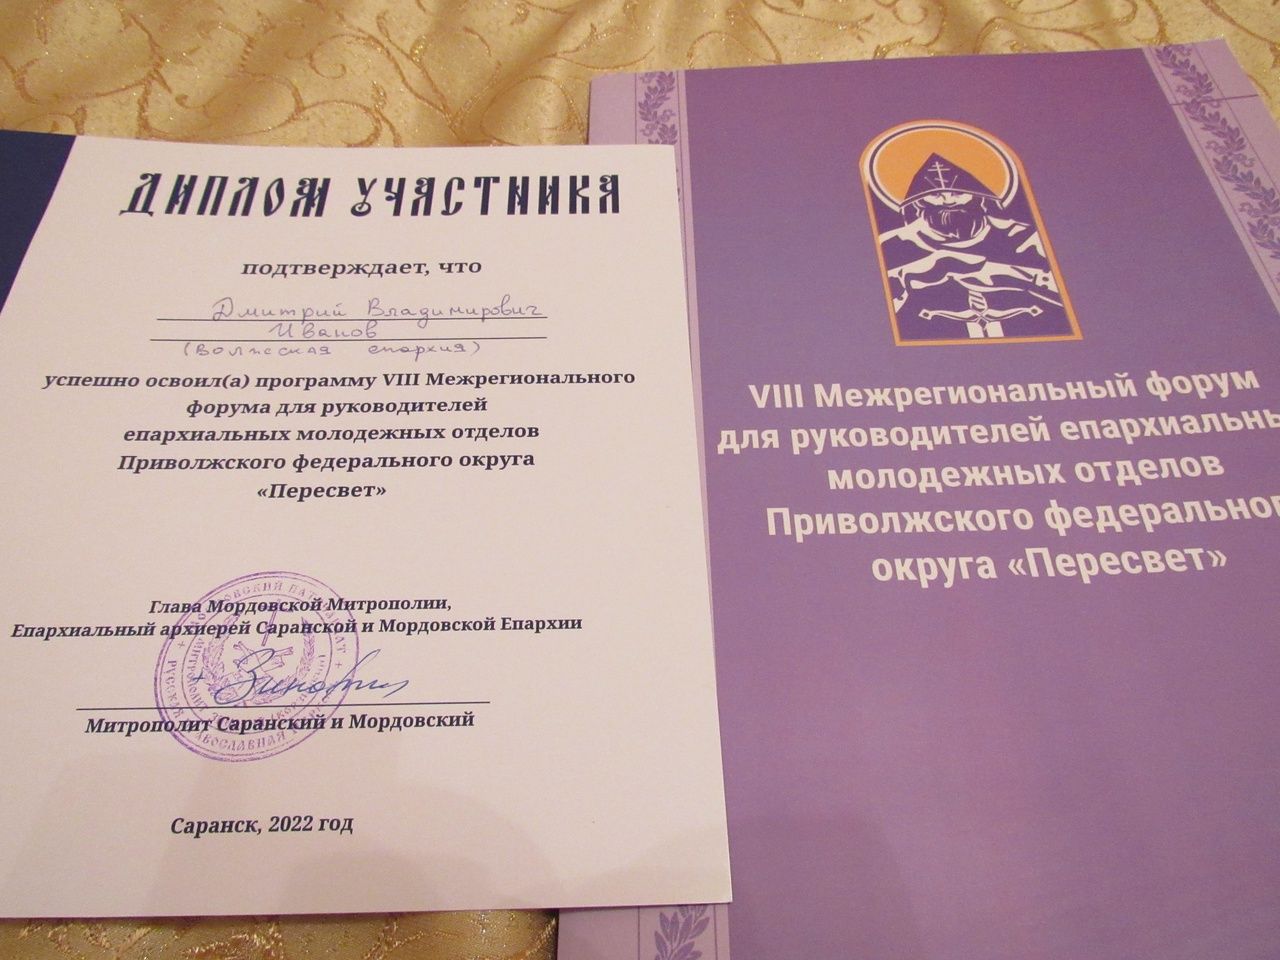 ДИПЛОМ УЧАСТНИКА
подтверждает, что
Дмитрий Владимирович
Иванов
(Волжская епархия)
успешно освоил(а) программу VIII Межрегионального
форума для руководителей
епархиальных молодежных отделов
Приволжского федерального округа
«Пересвет»
Глава Мордовской Митрополии,
Епархиальный архиерей Саранской и Мордовской Епархии
Митрополит Саранский и Мордовский
Саранск, 2022 год
VIII Межрегиональный форум
для руководителей епархиальны
молодежных отделов
Приволжского федерально
округа «Пересвет»